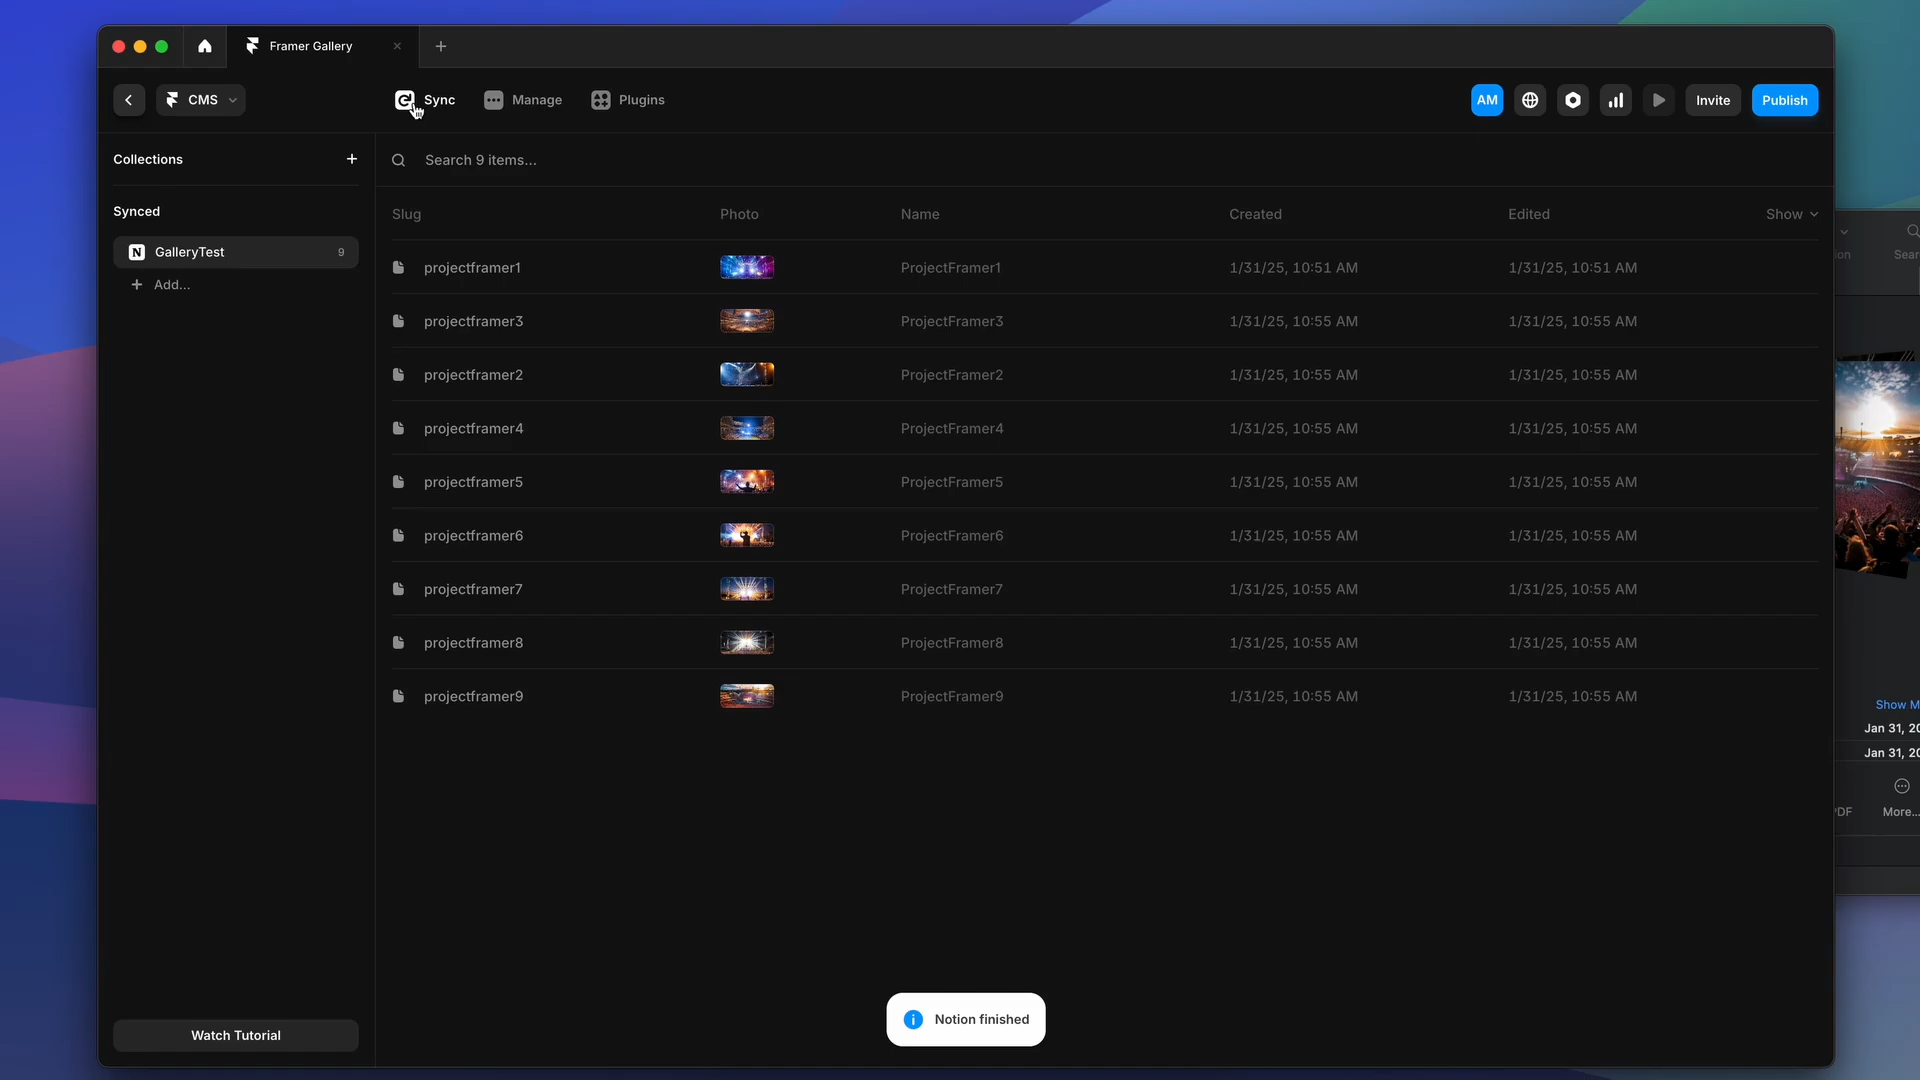 Framer Gallery
CMS
Sync
Manage
Plugins
AM
Invite
Publish
Collections
Search 9 items...
Synced
GalleryTest 9
Add...
Slug Photo Name Created Edited Show
projectframer1 ProjectFramer1 1/31/25, 10:51 AM 1/31/25, 10:51 AM
projectframer3 ProjectFramer3 1/31/25, 10:55 AM 1/31/25, 10:55 AM
projectframer2 ProjectFramer2 1/31/25, 10:55 AM 1/31/25, 10:55 AM
projectframer4 ProjectFramer4 1/31/25, 10:55 AM 1/31/25, 10:55 AM
projectframer5 ProjectFramer5 1/31/25, 10:55 AM 1/31/25, 10:55 AM
projectframer6 ProjectFramer6 1/31/25, 10:55 AM 1/31/25, 10:55 AM
projectframer7 ProjectFramer7 1/31/25, 10:55 AM 1/31/25, 10:55 AM
projectframer8 ProjectFramer8 1/31/25, 10:55 AM 1/31/25, 10:55 AM
projectframer9 ProjectFramer9 1/31/25, 10:55 AM 1/31/25, 10:55 AM
Watch Tutorial
Notion finished
Show M
Jan 31, 20
Jan 31, 20
More...